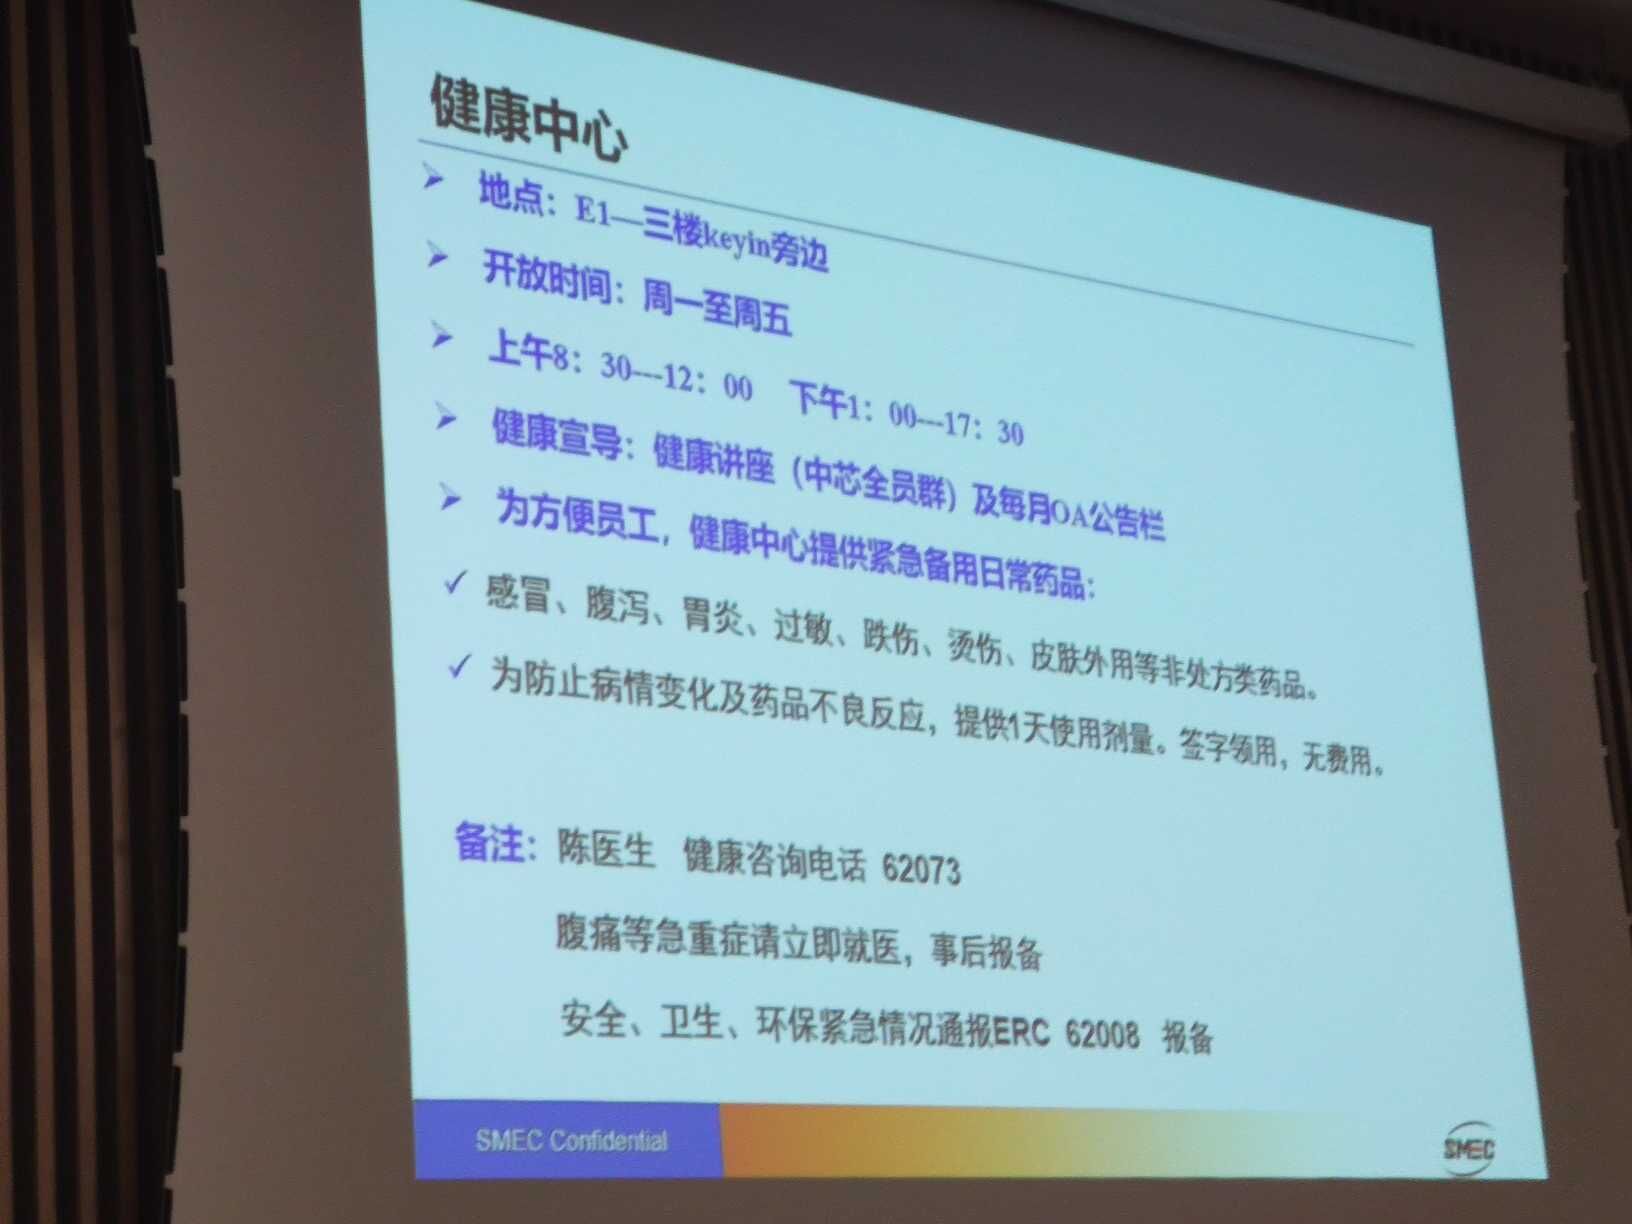 健康中心
➢ 地点：E1—三楼keyin旁边
➢ 开放时间：周一至周五
➢ 上午8：30---12：00 下午1：00---17：30
➢ 健康宣导：健康讲座（中芯全员群）及每月OA公告栏
➢ 为方便员工，健康中心提供紧急备用日常药品：
✓ 感冒、腹泻、胃炎、过敏、跌伤、烫伤、皮肤外用等非处方类药品。
✓ 为防止病情变化及药品不良反应，提供1天使用剂量。签字领用，无费用。
备注：陈医生 健康咨询电话 62073
腹痛等急重症请立即就医，事后报备
安全、卫生、环保紧急情况通报ERC 62008 报备
SMEC Confidential
SMEC